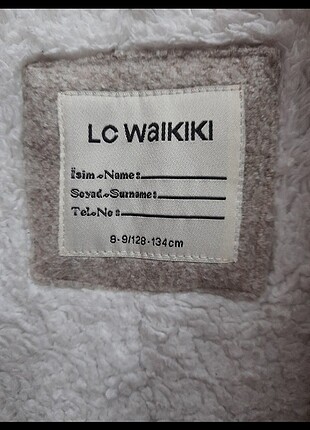 LC WAIKIKI
İsim-Name:
Soyad-Surname:
Tel.No:
8-9/128-134cm